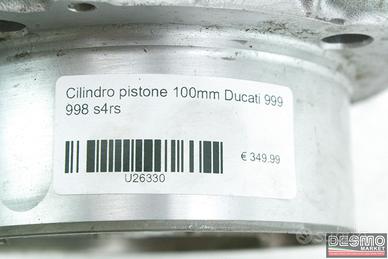 Cilindro pistone 100mm Ducati 999
998 s4rs
€ 349.99
U26330
DESMO
MARKET